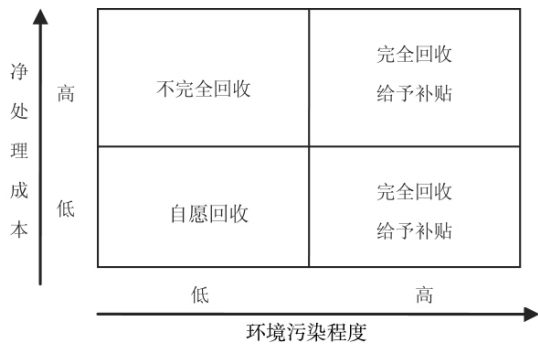 净处理成本
高
不完全回收
完全回收
给予补贴
低
自愿回收
完全回收
给予补贴
低
高
环境污染程度